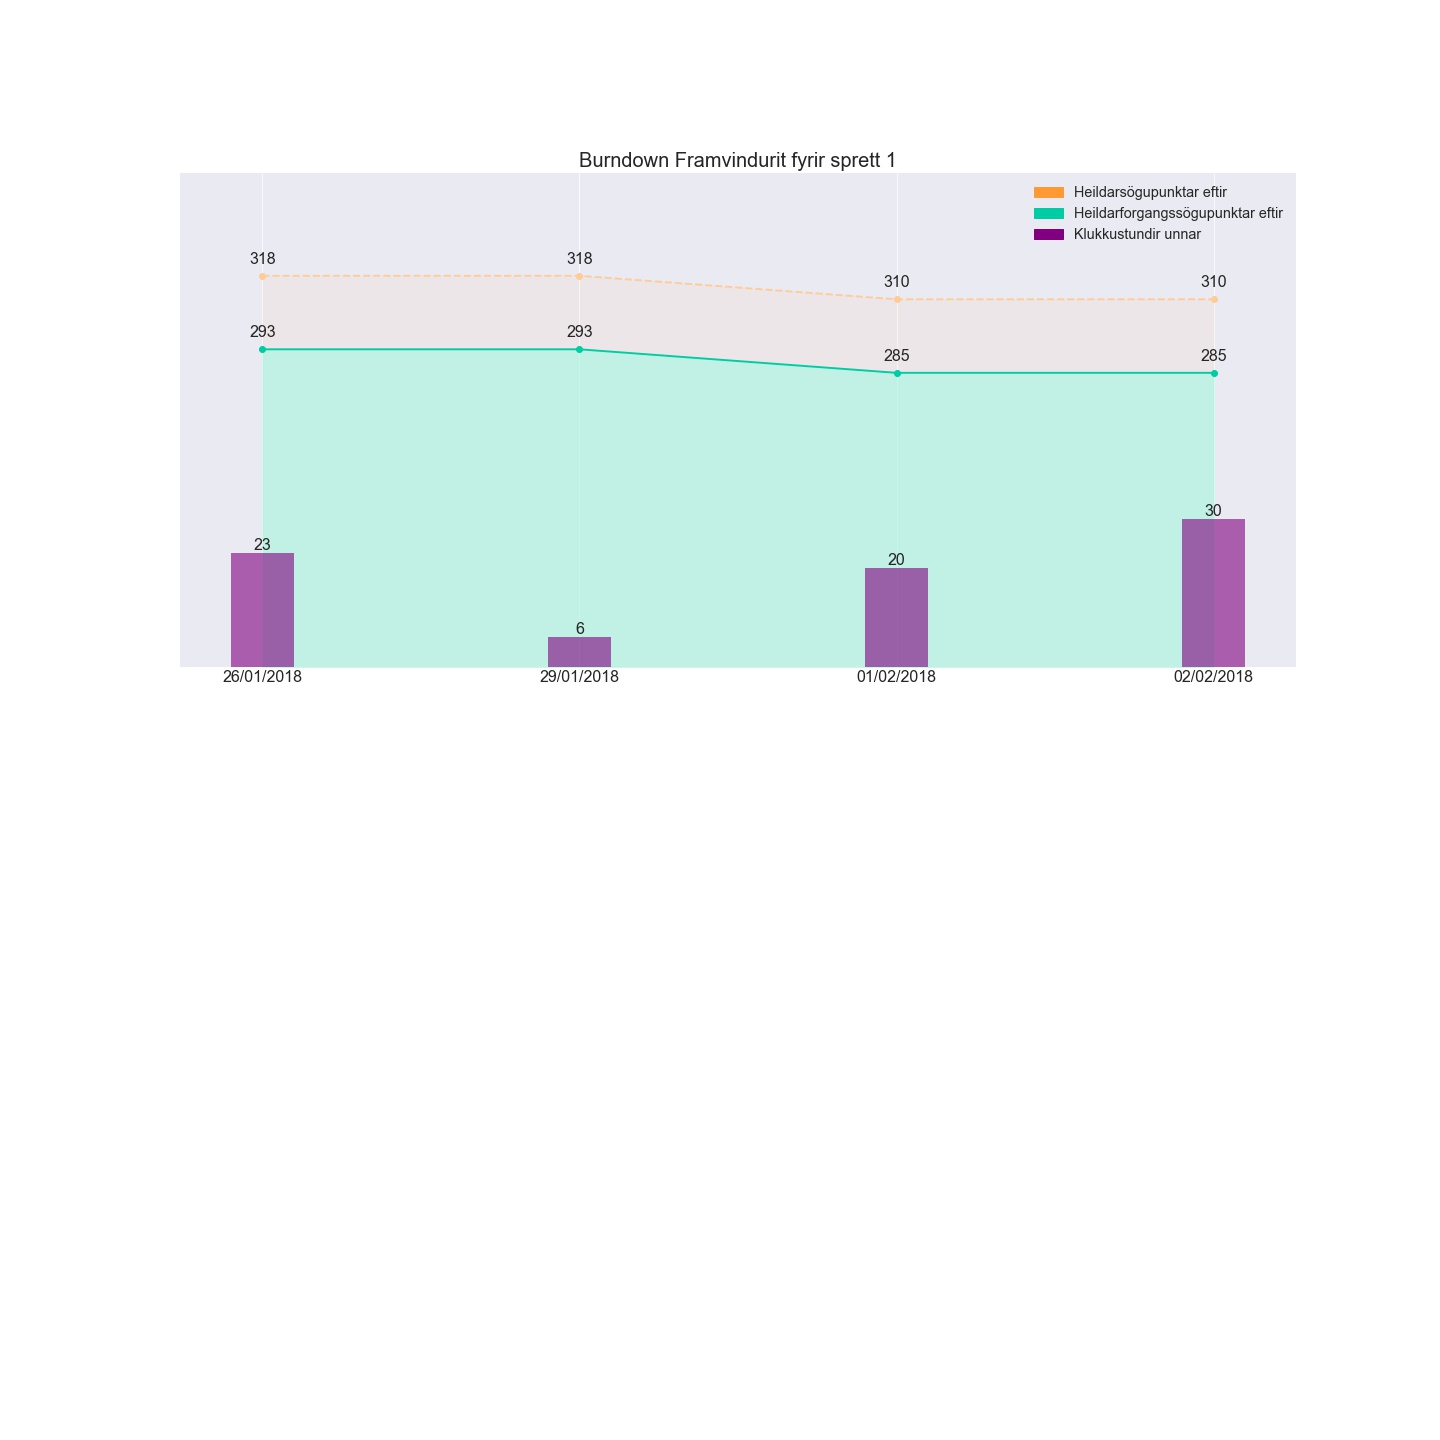 Burndown Framvindurit fyrir sprett 1
Heildarsögupunktar eftir
Heildarforgangssögupunktar eftir
Klukkustundir unnar
318 318 310 310
293 293 285 285
23 6 20 30
26/01/2018 29/01/2018 01/02/2018 02/02/2018